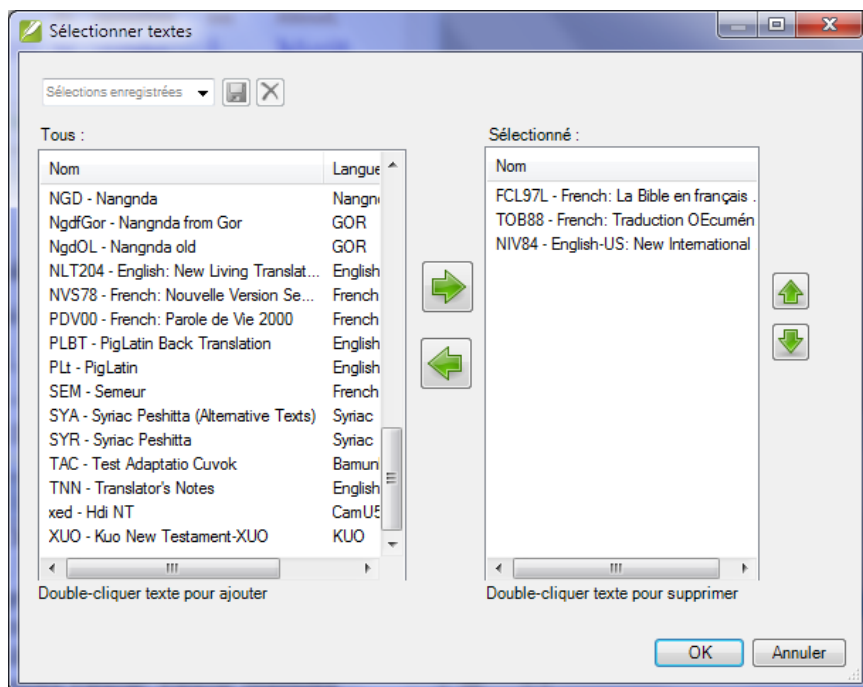 Sélectionner textes
Sélections enregistrées
Tous :
Nom Langue
NGD - Nangnda Nangn
NgdfGor - Nangnda from Gor GOR
NgdOL - Nangnda old GOR
NLT204 - English: New Living Translat... English
NVS78 - French: Nouvelle Version Se... French
PDV00 - French: Parole de Vie 2000 French
PLBT - PigLatin Back Translation English
PLt - PigLatin English
SEM - Semeur French
SYA - Syriac Peshitta (Alternative Texts) Syriac
SYR - Syriac Peshitta Syriac
TAC - Test Adaptatio Cuvok Bamun
TNN - Translator's Notes English
xed - Hdi NT CamU5
XUO - Kuo New Testament-XUO KUO
Double-cliquer texte pour ajouter
Sélectionné :
Nom
FCL97L - French: La Bible en français .
TOB88 - French: Traduction OEcumén
NIV84 - English-US: New International
Double-cliquer texte pour supprimer
OK Annuler